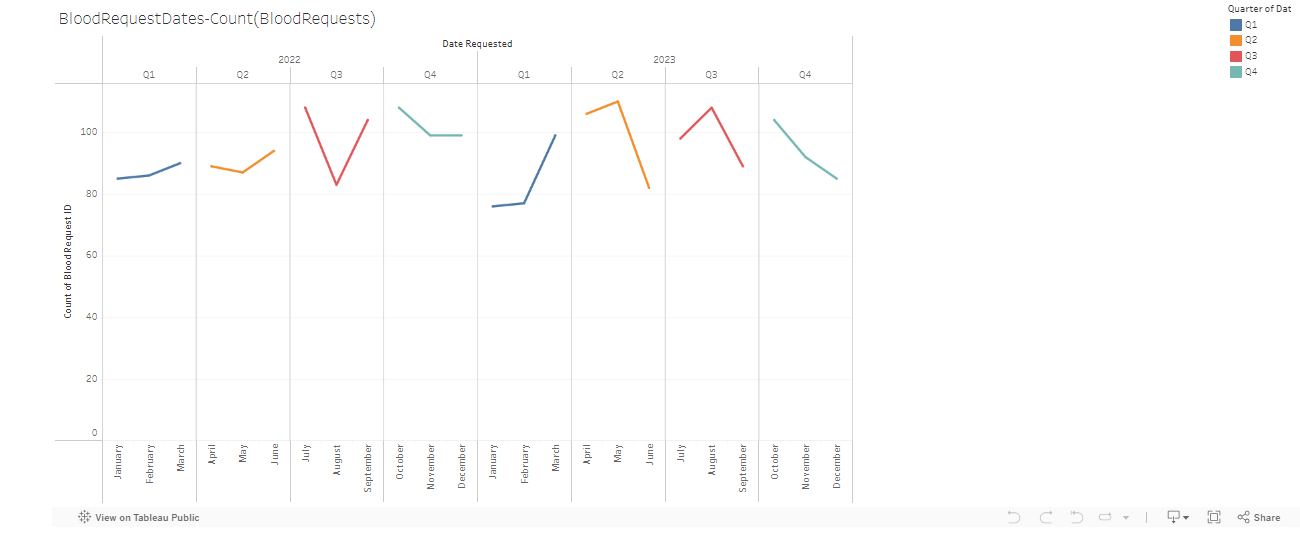 BloodRequestDates-Count(BloodRequests)
Quarter of Dat
Q1
Q2
Q3
Q4
Date Requested
2022 2023
Q1 Q2 Q3 Q4 Q1 Q2 Q3 Q4
Count of Blood Request ID
100
80
60
40
20
0
January February March April May June July August September October November December January February March April May June July August September October November December
View on Tableau Public
Share